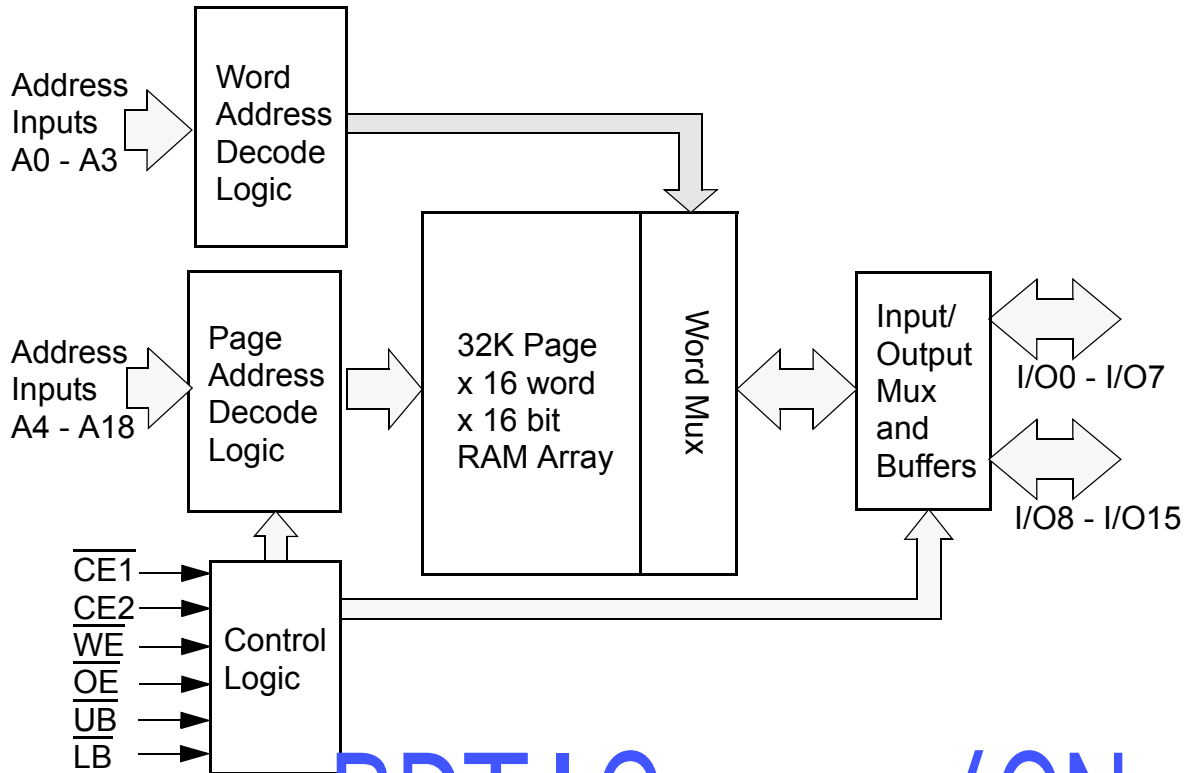 Address
Inputs
A0 - A3
Word
Address
Decode
Logic
Address
Inputs
A4 - A18
Page
Address
Decode
Logic
32K Page
x 16 word
x 16 bit
RAM Array
Word Mux
Input/
Output
Mux
and
Buffers
I/O0 - I/O7
I/O8 - I/O15
CE1
CE2
WE
OE
UB
LB
Control
Logic